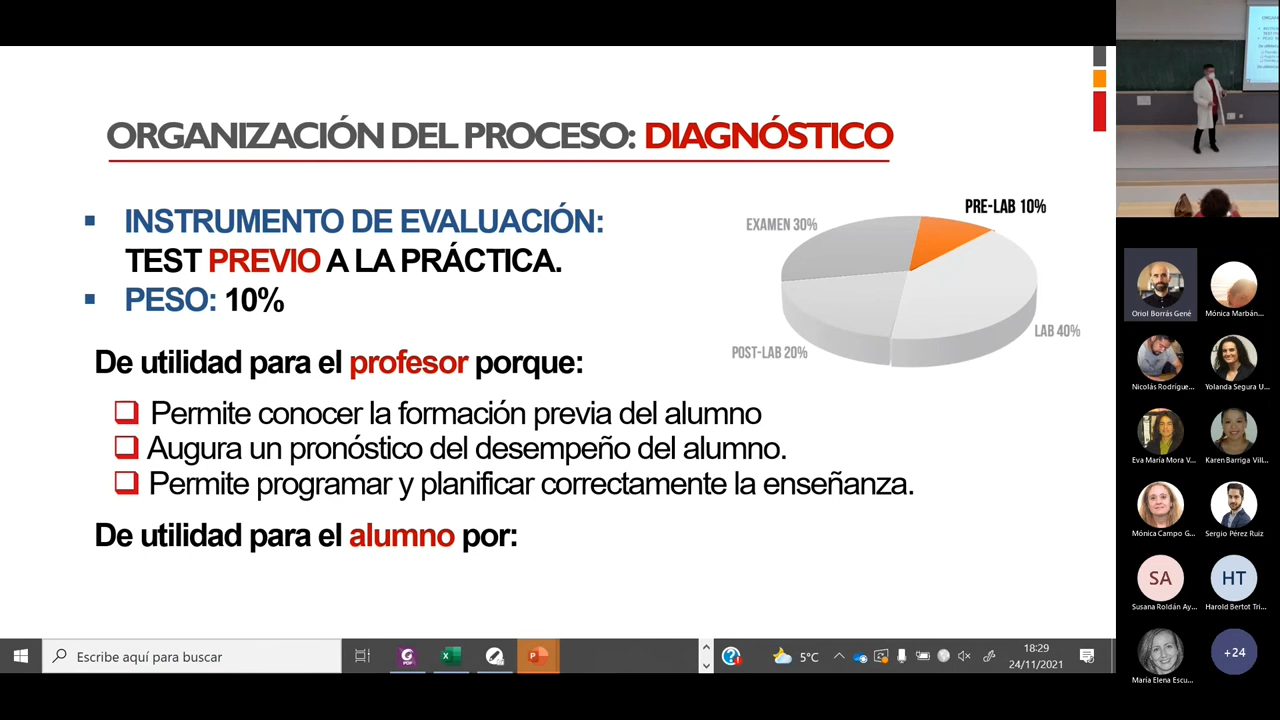 ORGANIZACIÓN DEL PROCESO: DIAGNÓSTICO
▪ INSTRUMENTO DE EVALUACIÓN:
TEST PREVIO A LA PRÁCTICA.
▪ PESO: 10%
PRE-LAB 10%
EXAMEN 30%
LAB 40%
POST-LAB 20%
De utilidad para el profesor porque:
❑ Permite conocer la formación previa del alumno
❑ Augura un pronóstico del desempeño del alumno.
❑ Permite programar y planificar correctamente la enseñanza.
De utilidad para el alumno por:
Escribe aquí para buscar
5°C
18:29
24/11/2021
Oriol Borrás Gené
Mónica Marbán...
Nicolás Rodrígue...
Yolanda Segura U...
Eva María Mora V...
Karen Barriga Vill...
Mónica Campo G...
Sergio Pérez Ruiz
SA
HT
Susana Roldán Ay...
Harold Bertot Tri...
María Elena Escu...
+24